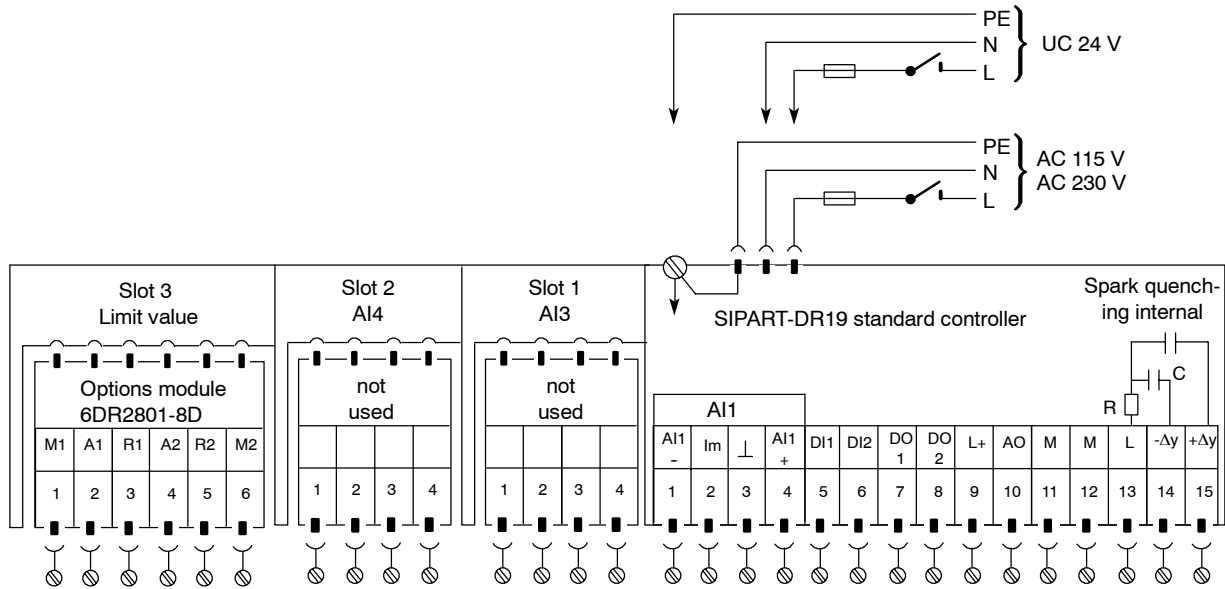 PE
N
L
UC 24 V
PE
N
L
AC 115 V
AC 230 V
Slot 3
Limit value
Slot 2
AI4
Slot 1
AI3
SIPART-DR19 standard controller
Spark quench-
ing internal
C
R
Options module
6DR2801-8D
not
used
not
used
AI1
M1 A1 R1 A2 R2 M2
AI1 - Im ⊥ AI1 + DI1 DI2 DO 1 DO 2 L+ AO M M L -Δy +Δy
1 2 3 4 5 6
1 2 3 4
1 2 3 4
1 2 3 4 5 6 7 8 9 10 11 12 13 14 15